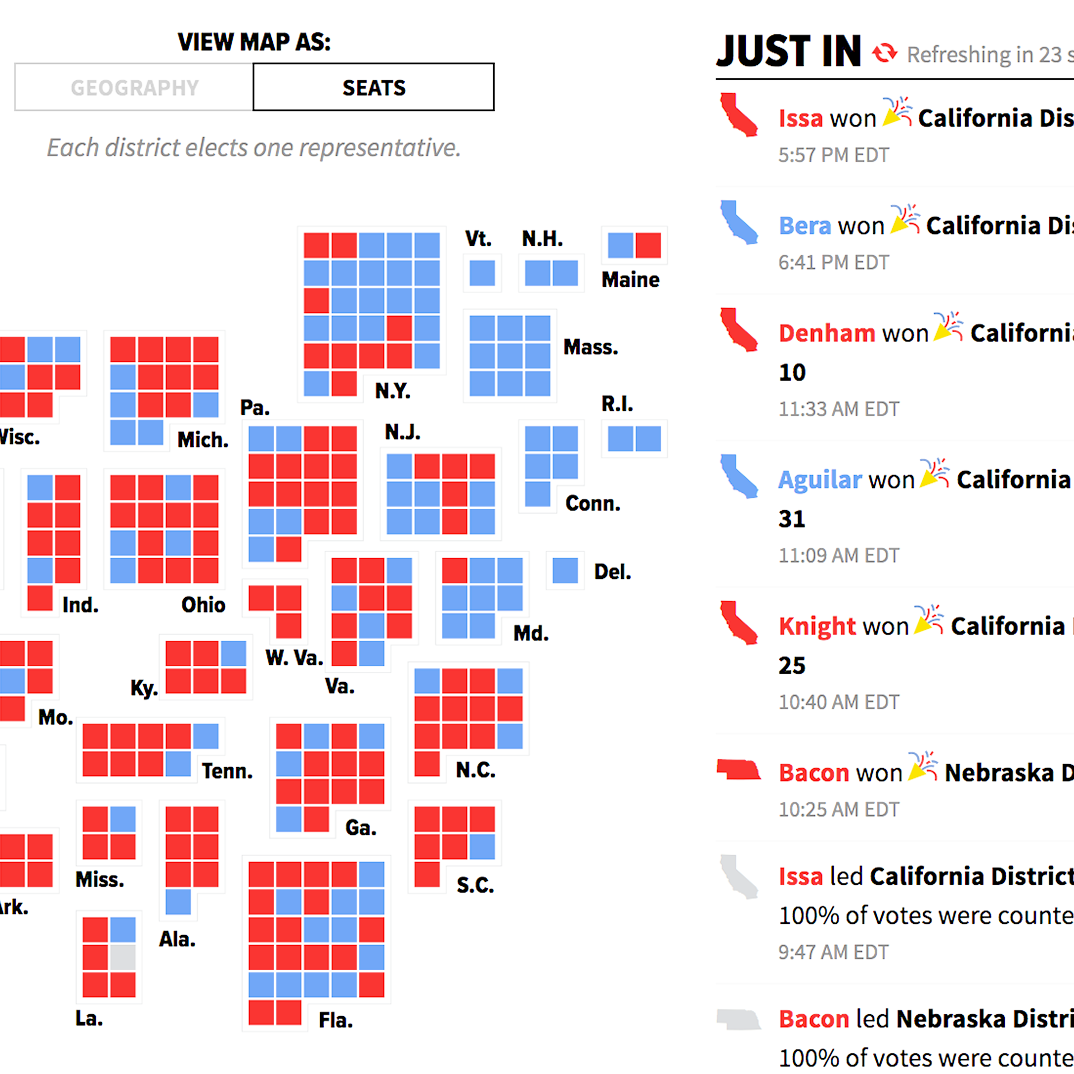 VIEW MAP AS:
GEOGRAPHY
SEATS
Each district elects one representative.
Vt.
N.H.
Maine
Mass.
N.Y.
R.I.
Pa.
N.J.
Wisc.
Mich.
Conn.
Del.
Ind.
Ohio
Md.
W. Va.
Va.
Ky.
Mo.
Tenn.
N.C.
Ga.
Miss.
S.C.
Ark.
Ala.
La.
Fla.
JUST IN Refreshing in 23 s
Issa won California Dis
5:57 PM EDT
Bera won California Dis
6:41 PM EDT
Denham won California
10
11:33 AM EDT
Aguilar won California
31
11:09 AM EDT
Knight won California
25
10:40 AM EDT
Bacon won Nebraska D
10:25 AM EDT
Issa led California District
100% of votes were counte
9:47 AM EDT
Bacon led Nebraska Distri
100% of votes were counte